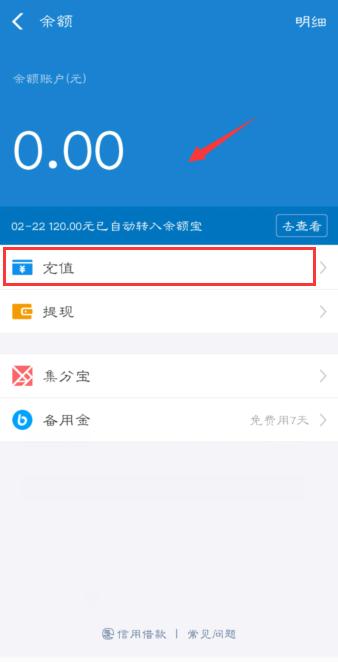 余额
明细
余额账户(元)
0.00
02-22 120.00元已自动转入余额宝
去查看
充值
提现
集分宝
备用金
免费用7天
信用借款 | 常见问题